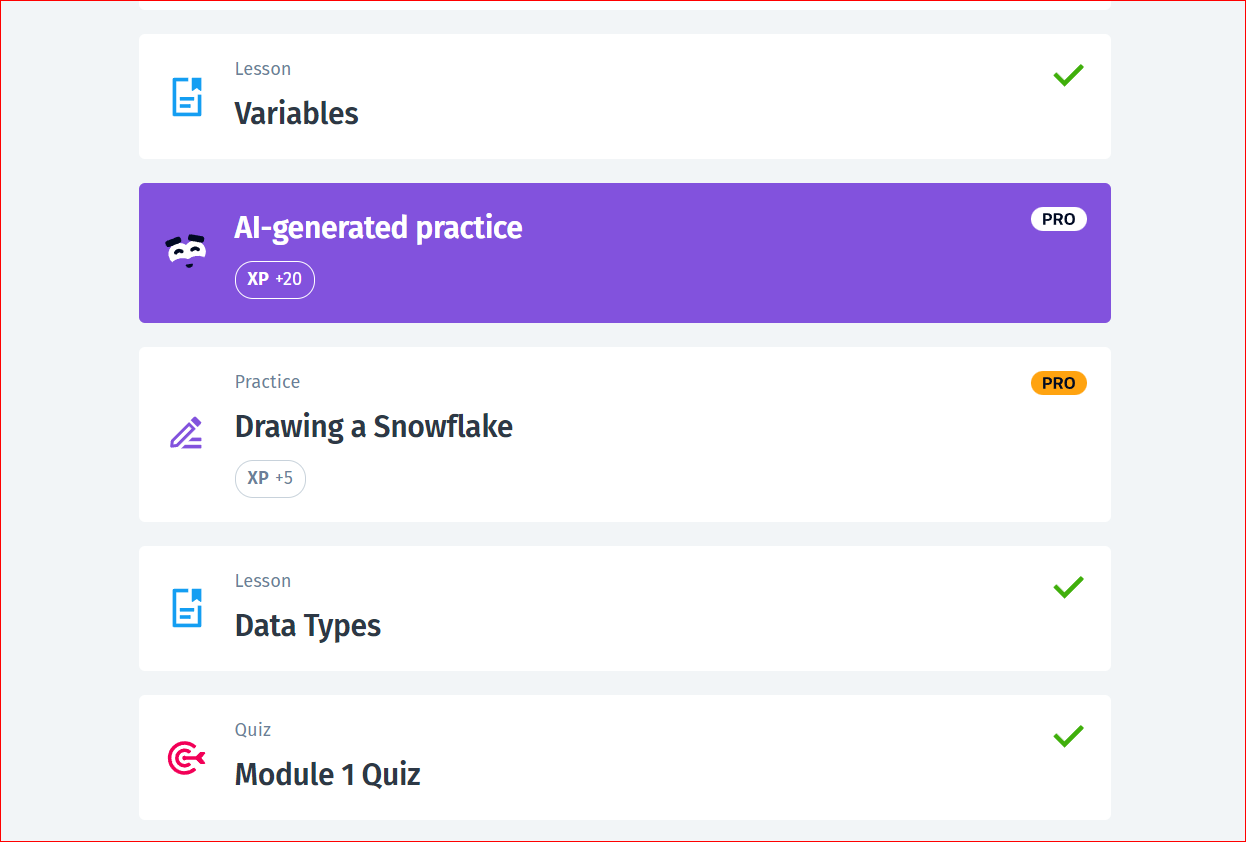 Lesson
Variables
AI-generated practice
PRO
XP +20
Practice
PRO
Drawing a Snowflake
XP +5
Lesson
Data Types
Quiz
Module 1 Quiz